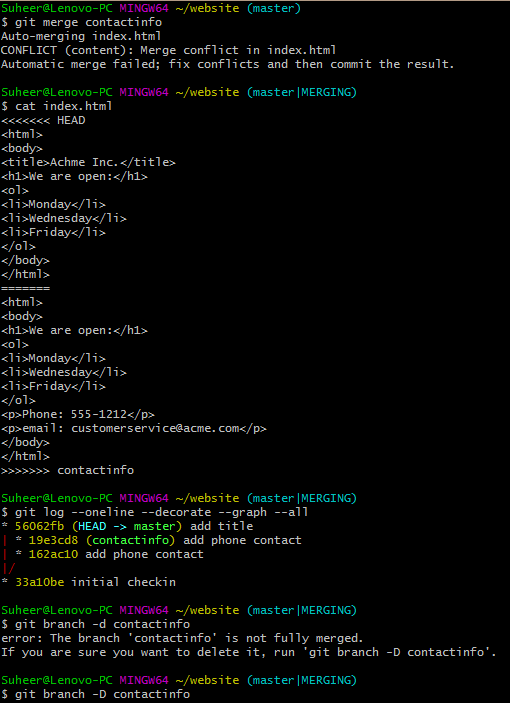 Suheer@Lenovo-PC MINGW64 ~/website (master)
$ git merge contactinfo
Auto-merging index.html
CONFLICT (content): Merge conflict in index.html
Automatic merge failed; fix conflicts and then commit the result.
Suheer@Lenovo-PC MINGW64 ~/website (master|MERGING)
$ cat index.html
<<<<<<< HEAD
<html>
<body>
<title>Achme Inc.</title>
<h1>We are open:</h1>
<ol>
<li>Monday</li>
<li>Wednesday</li>
<li>Friday</li>
</ol>
</body>
</html>
=======
<html>
<body>
<h1>We are open:</h1>
<ol>
<li>Monday</li>
<li>Wednesday</li>
<li>Friday</li>
</ol>
<p>Phone: 555-1212</p>
<p>email: customerservice@acme.com</p>
</body>
</html>
>>>>>>> contactinfo
Suheer@Lenovo-PC MINGW64 ~/website (master|MERGING)
$ git log --oneline --decorate --graph --all
* 56062fb (HEAD -> master) add title
| * 19e3cd8 (contactinfo) add phone contact
| * 162ac10 add phone contact
|/
* 33a10be initial checkin
Suheer@Lenovo-PC MINGW64 ~/website (master|MERGING)
$ git branch -d contactinfo
error: The branch 'contactinfo' is not fully merged.
If you are sure you want to delete it, run 'git branch -D contactinfo'.
Suheer@Lenovo-PC MINGW64 ~/website (master|MERGING)
$ git branch -D contactinfo